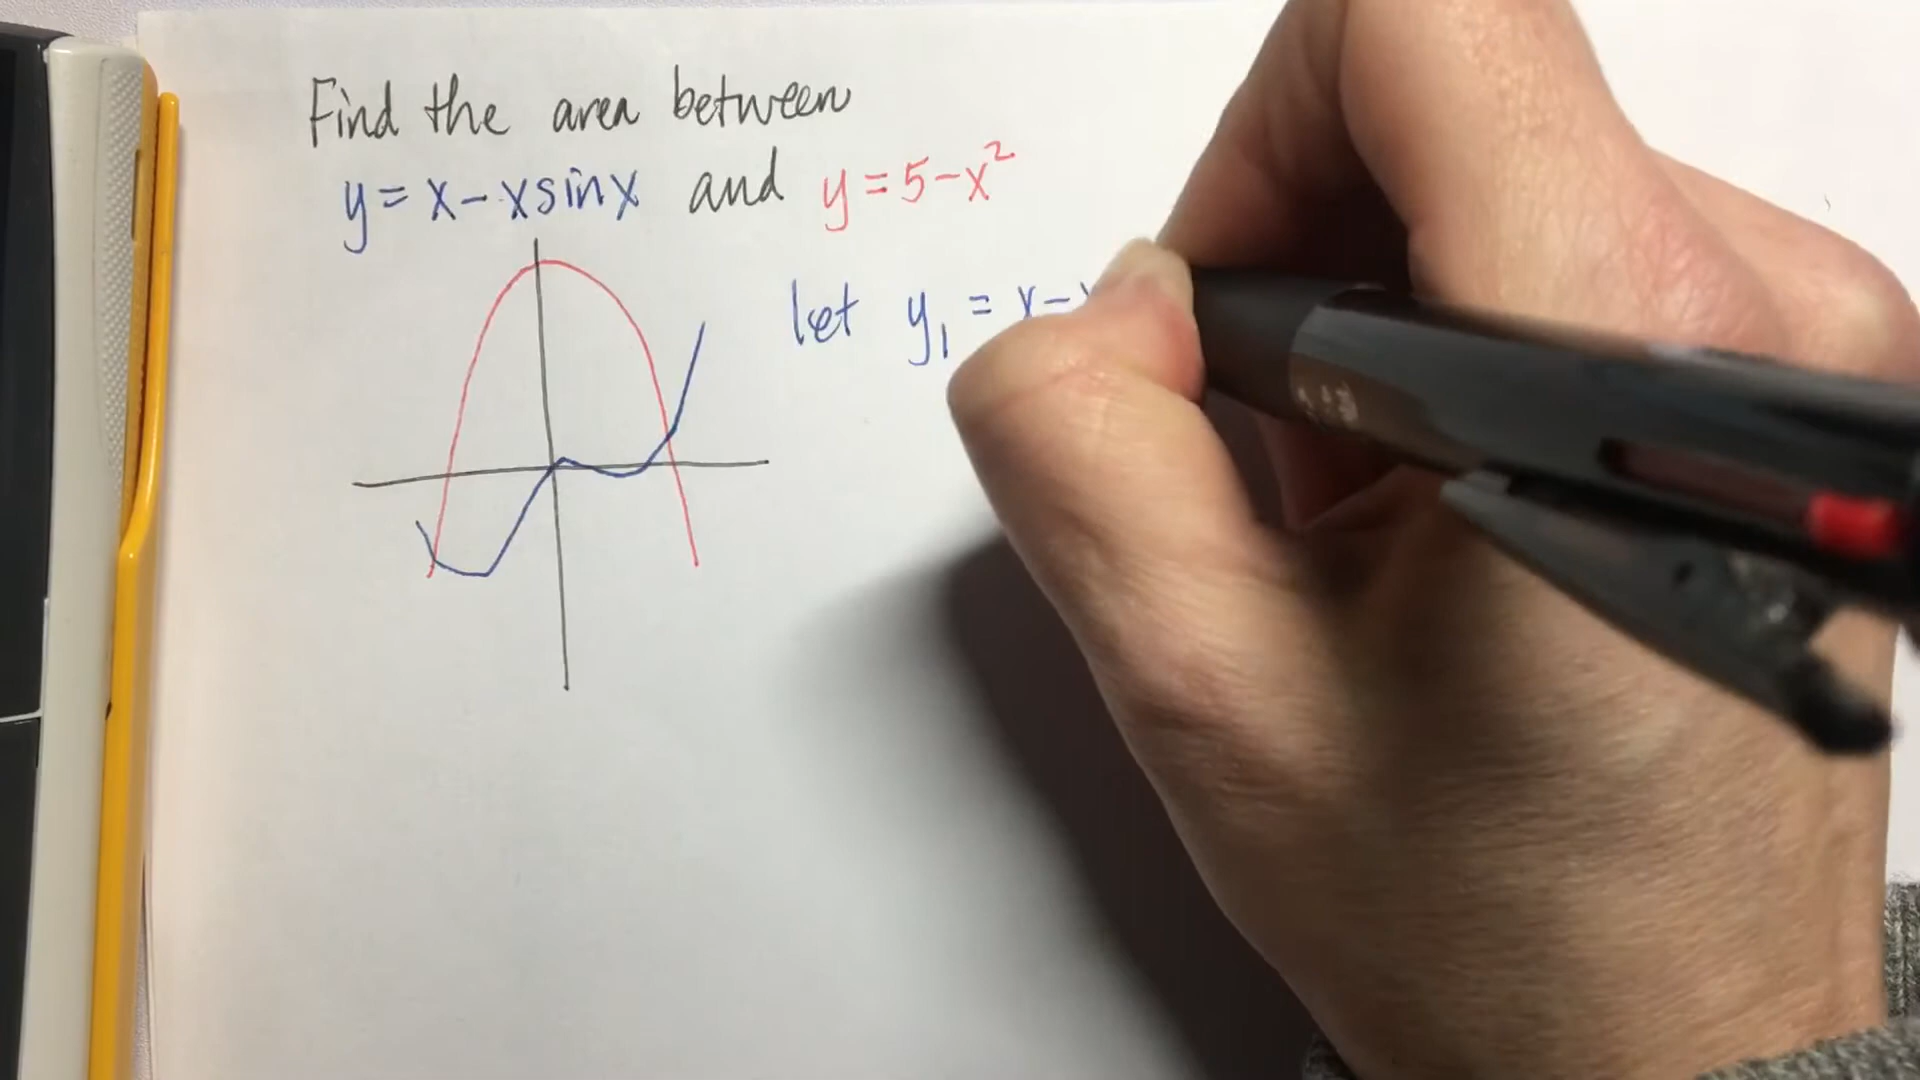 Find the area between
y = x - x sin x and y = 5 - x²
let y₁ = x -